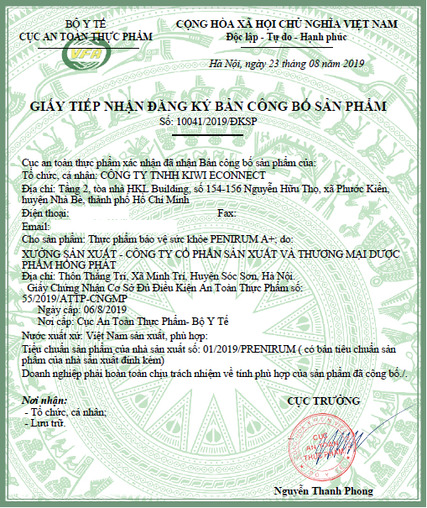 BỘ Y TẾ
CỤC AN TOÀN THỰC PHẨM
CỘNG HÒA XÃ HỘI CHỦ NGHĨA VIỆT NAM
Độc lập - Tự do - Hạnh phúc
VFA
Hà Nội, ngày 23 tháng 08 năm 2019
GIẤY TIẾP NHẬN ĐĂNG KÝ BẢN CÔNG BỐ SẢN PHẨM
Số: 10041/2019/ĐKSP
Cục an toàn thực phẩm xác nhận đã nhận Bản công bố sản phẩm của:
Tổ chức, cá nhân: CÔNG TY TNHH KIWI ECONNECT
Địa chỉ: Tầng 2, tòa nhà HKL Building, số 154-156 Nguyễn Hữu Thọ, xã Phước Kiển,
huyện Nhà Bè, thành phố Hồ Chí Minh
Điện thoại: Fax:
Email:
Cho sản phẩm: Thực phẩm bảo vệ sức khỏe PENIRUM A+; do:
XƯỞNG SẢN XUẤT - CÔNG TY CỔ PHẦN SẢN XUẤT VÀ THƯƠNG MẠI DƯỢC
PHẨM HỒNG PHÁT
Địa chỉ: Thôn Thắng Trí, Xã Minh Trí, Huyện Sóc Sơn, Hà Nội.
Giấy Chứng Nhận Cơ Sở Đủ Điều Kiện An Toàn Thực Phẩm số:
55/2019/ATTP-CNGMP
Ngày cấp: 06/8/2019
Nơi cấp: Cục An Toàn Thực Phẩm- Bộ Y Tế
Nước xuất xứ: Việt Nam sản xuất, phù hợp:
Tiêu chuẩn sản phẩm của nhà sản xuất số: 01/2019/PRENIRUM ( có bản tiêu chuẩn sản
phẩm của nhà sản xuất đính kèm)
Doanh nghiệp phải hoàn toàn chịu trách nhiệm về tính phù hợp của sản phẩm đã công bố./.
Nơi nhận:
- Tổ chức, cá nhân;
- Lưu trữ.
CỤC TRƯỞNG
CỤC
AN TOÀN
THỰC PHẨM
Nguyễn Thanh Phong